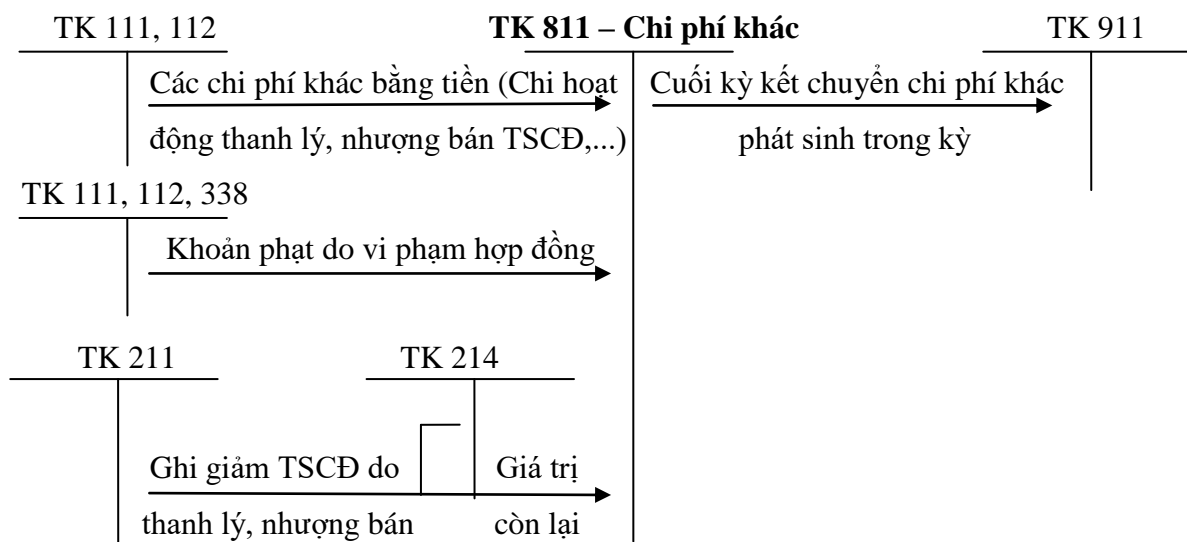 TK 111, 112
TK 811 – Chi phí khác
TK 911
Các chi phí khác bằng tiền (Chi hoạt
động thanh lý, nhượng bán TSCĐ,...)
Cuối kỳ kết chuyển chi phí khác
phát sinh trong kỳ
TK 111, 112, 338
Khoản phạt do vi phạm hợp đồng
TK 211
TK 214
Ghi giảm TSCĐ do
thanh lý, nhượng bán
Giá trị
còn lại